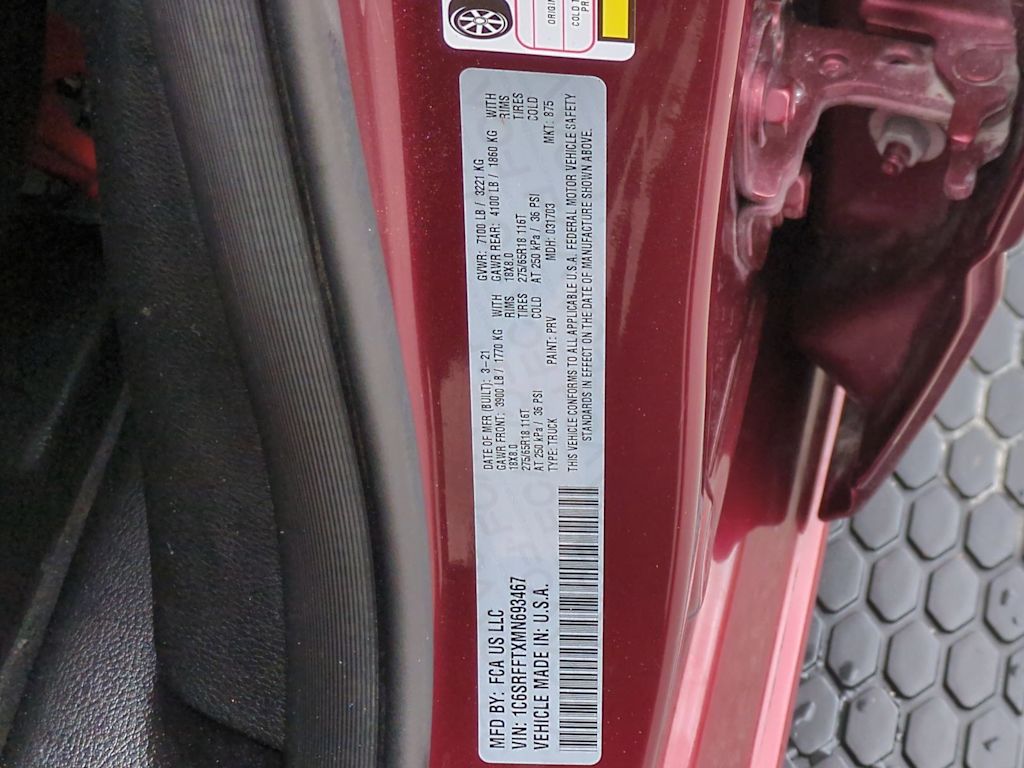 ORIGIN
COLD T
PR
MFD BY: FCA US LLC
VIN: 1C6SRFFTXMN693467
VEHICLE MADE IN: U.S.A.
DATE OF MFR (BUILT): 3-21 GVWR: 7100 LB / 3221 KG
GAWR FRONT: 3900 LB / 1770 KG WITH GAWR REAR: 4100 LB / 1860 KG WITH
18X8.0 RIMS 18X8.0 RIMS
275/65R18 116T TIRES 275/65R18 116T TIRES
AT 250 kPa / 36 PSI COLD AT 250 kPa / 36 PSI COLD
TYPE: TRUCK PAINT: PRV MDH: 031703 MKT: 875
THIS VEHICLE CONFORMS TO ALL APPLICABLE U.S.A. FEDERAL MOTOR VEHICLE SAFETY
STANDARDS IN EFFECT ON THE DATE OF MANUFACTURE SHOWN ABOVE.